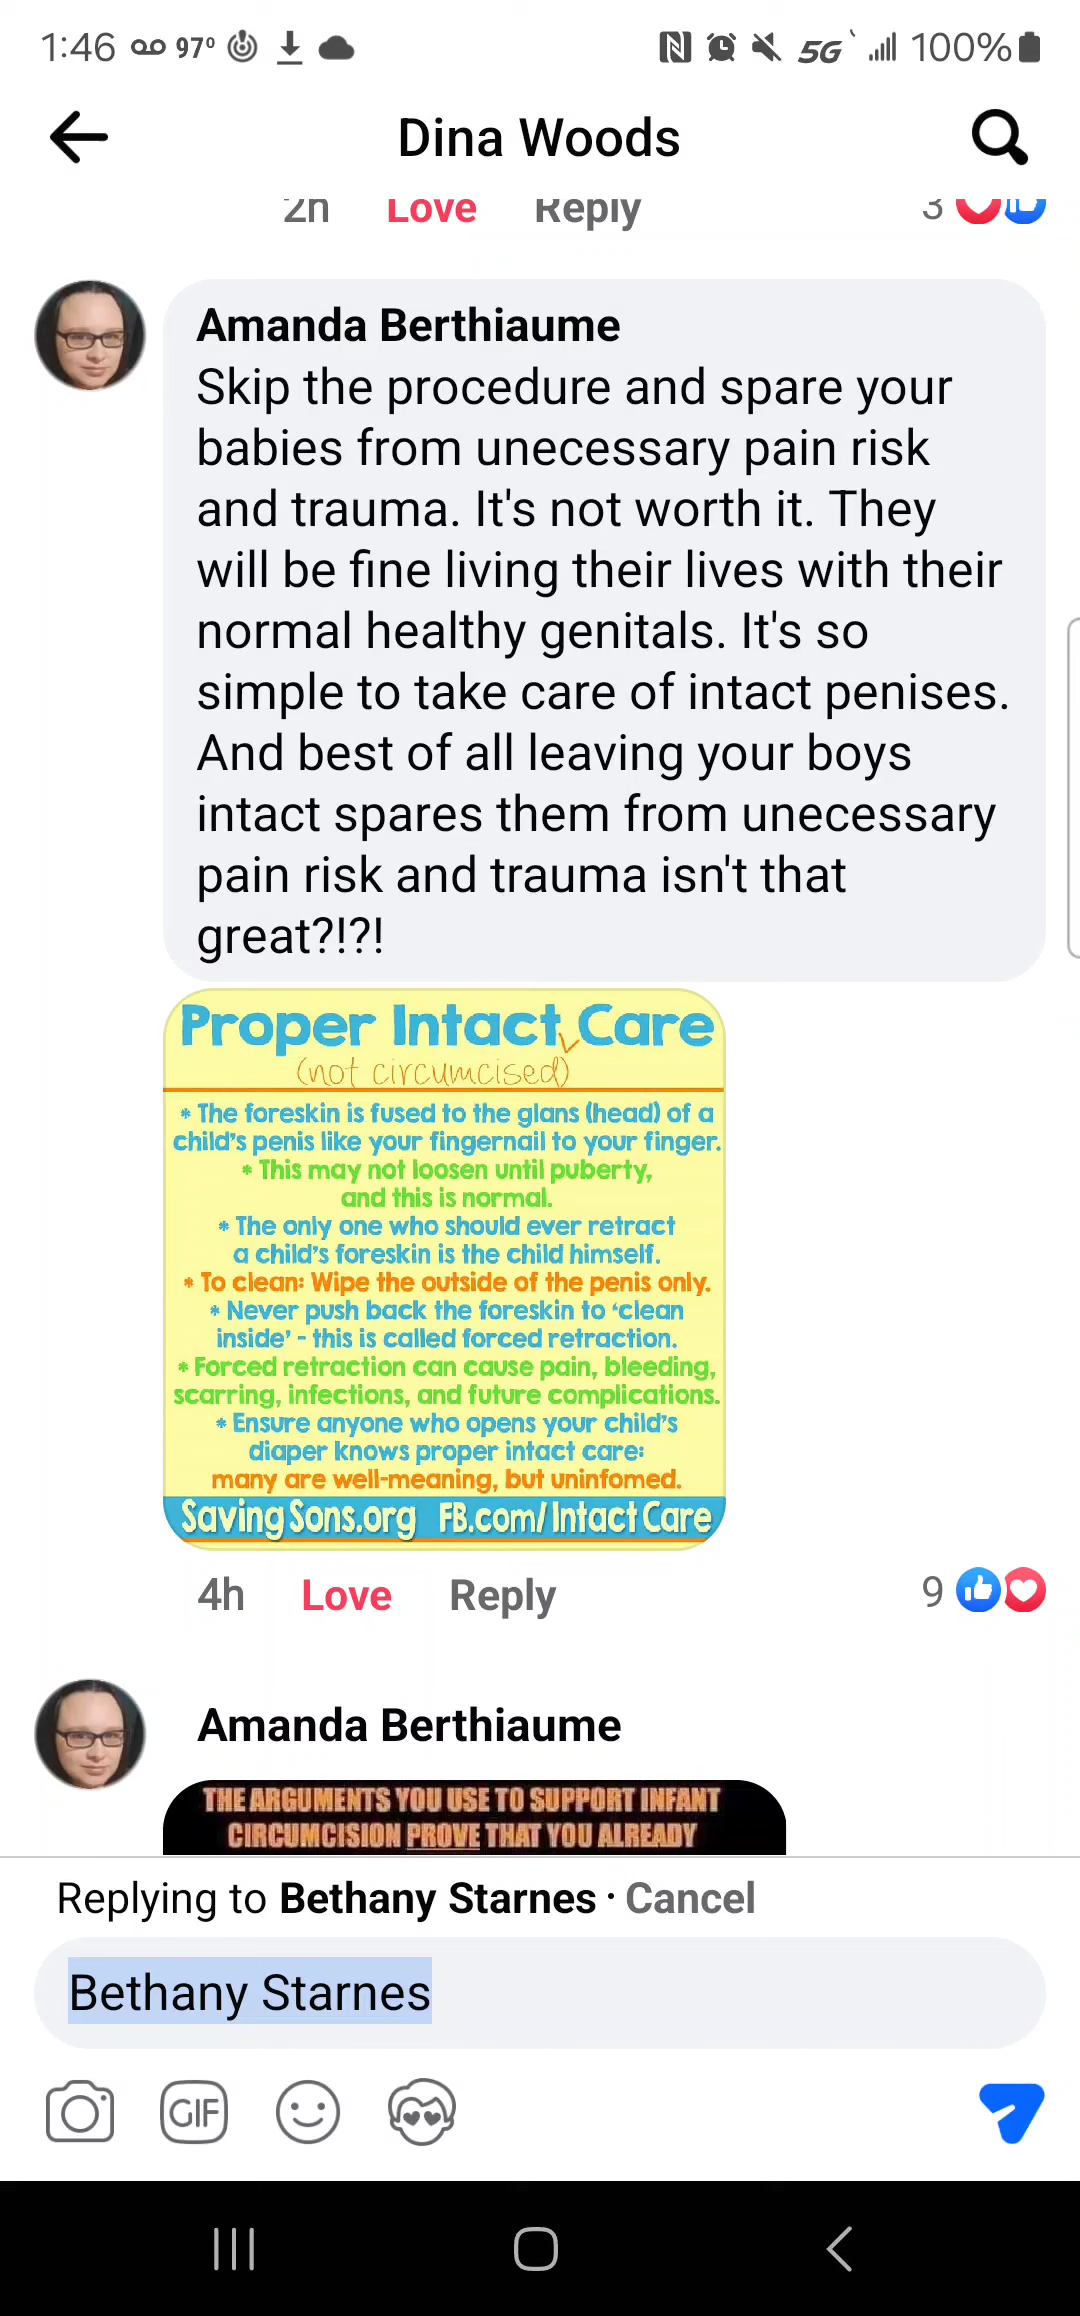 1:46 97°
5G 100%
Dina Woods
2h Love Reply 3
Amanda Berthiaume
Skip the procedure and spare your
babies from unecessary pain risk
and trauma. It's not worth it. They
will be fine living their lives with their
normal healthy genitals. It's so
simple to take care of intact penises.
And best of all leaving your boys
intact spares them from unecessary
pain risk and trauma isn't that
great?!?!
Proper Intact Care
(not circumcised)
* The foreskin is fused to the glans (head) of a
child's penis like your fingernail to your finger.
* This may not loosen until puberty,
and this is normal.
* The only one who should ever retract
a child's foreskin is the child himself.
* To clean: Wipe the outside of the penis only.
* Never push back the foreskin to 'clean
inside' - this is called forced retraction.
* Forced retraction can cause pain, bleeding,
scarring, infections, and future complications.
* Ensure anyone who opens your child's
diaper knows proper intact care:
many are well-meaning, but uninfomed.
SavingSons.org FB.com/IntactCare
4h Love Reply 9
Amanda Berthiaume
THE ARGUMENTS YOU USE TO SUPPORT INFANT
CIRCUMCISION PROVE THAT YOU ALREADY
Replying to Bethany Starnes · Cancel
Bethany Starnes
GIF